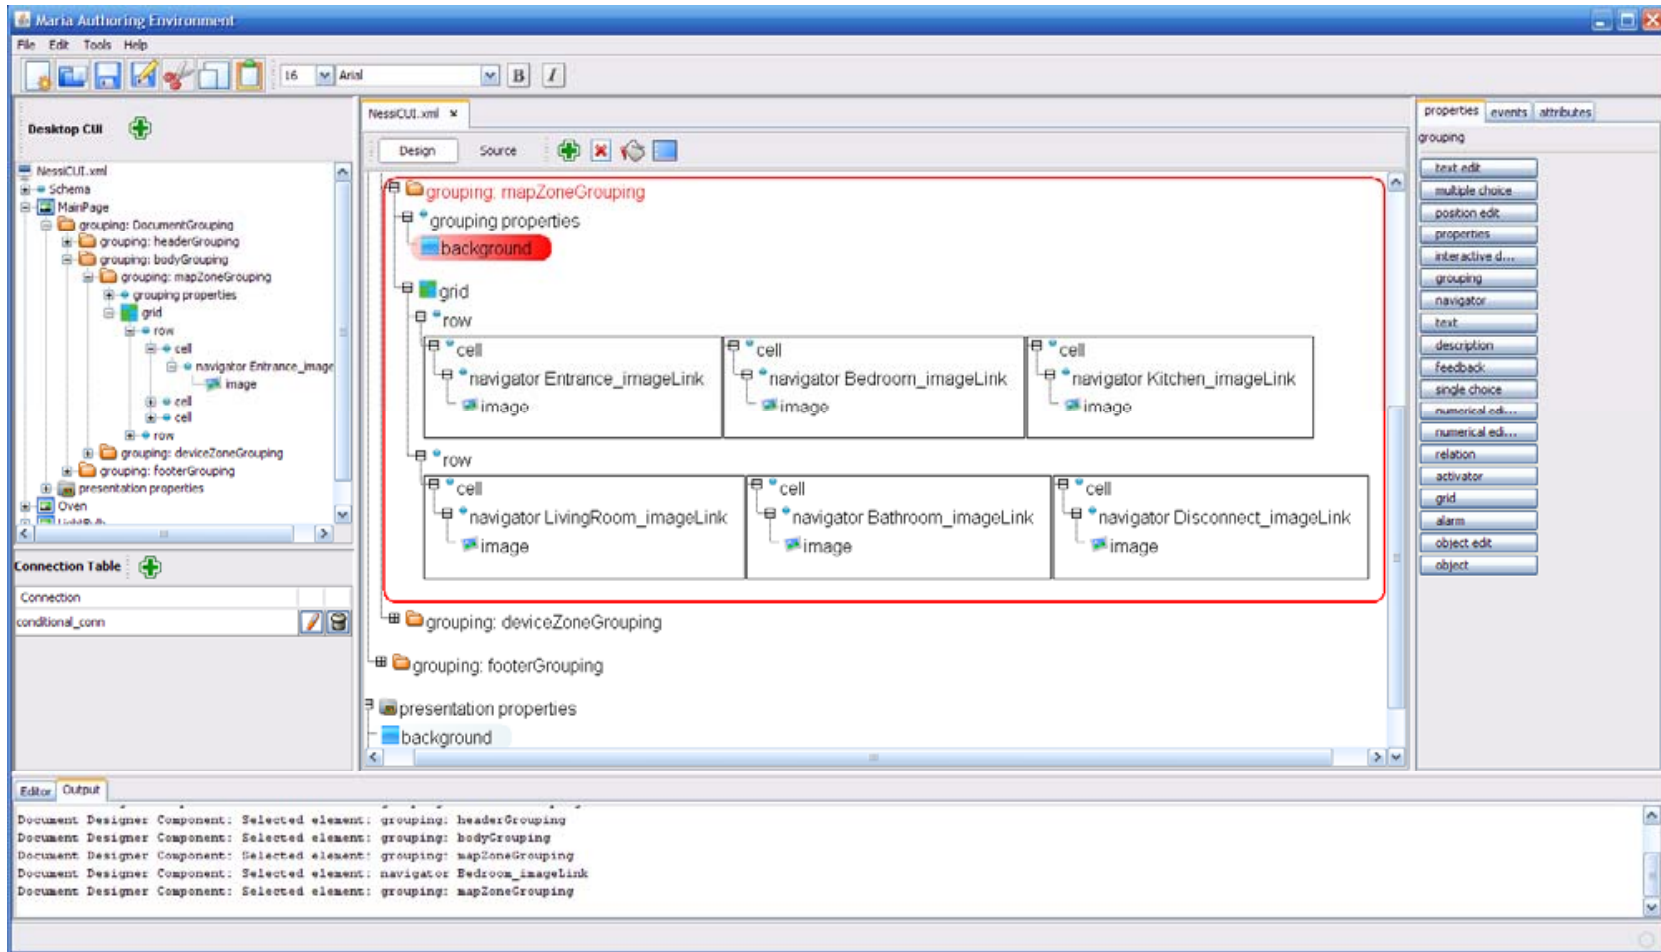 Maria Authoring Environment
File Edit Tools Help
16 Arial B I
Desktop CUI
NessiCUI.xml
Schema
MainPage
grouping: DocumentGrouping
grouping: headerGrouping
grouping: bodyGrouping
grouping: mapZoneGrouping
grouping properties
grid
row
cell
navigator Entrance_image
image
cell
cell
row
grouping: deviceZoneGrouping
grouping: footerGrouping
presentation properties
Oven
Connection Table
Connection
conditional_conn
NessiCUI.xml
Design Source
grouping: mapZoneGrouping
grouping properties
background
grid
row
cell cell cell
navigator Entrance_imageLink navigator Bedroom_imageLink navigator Kitchen_imageLink
image image image
row
cell cell cell
navigator LivingRoom_imageLink navigator Bathroom_imageLink navigator Disconnect_imageLink
image image image
grouping: deviceZoneGrouping
grouping: footerGrouping
presentation properties
background
properties events attributes
grouping
text edit
multiple choice
position edit
properties
interactive d...
grouping
navigator
text
description
feedback
single choice
numerical edi...
numerical edi...
relation
activator
grid
alarm
object edit
object
Editor Output
Document Designer Component: Selected element: grouping: headerGrouping
Document Designer Component: Selected element: grouping: bodyGrouping
Document Designer Component: Selected element: grouping: mapZoneGrouping
Document Designer Component: Selected element: navigator Bedroom_imageLink
Document Designer Component: Selected element: grouping: mapZoneGrouping